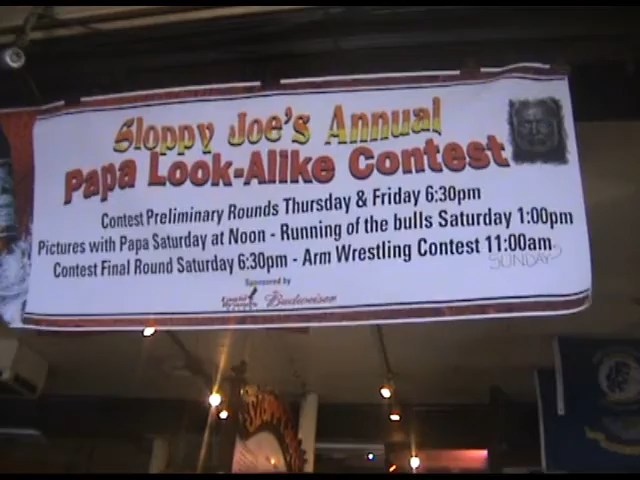 Sloppy Joe's Annual
Papa Look-Alike Contest
Contest Preliminary Rounds Thursday & Friday 6:30pm
Pictures with Papa Saturday at Noon - Running of the bulls Saturday 1:00pm
Contest Final Round Saturday 6:30pm - Arm Wrestling Contest 11:00am
SUNDAY
Sponsored by
Budweiser